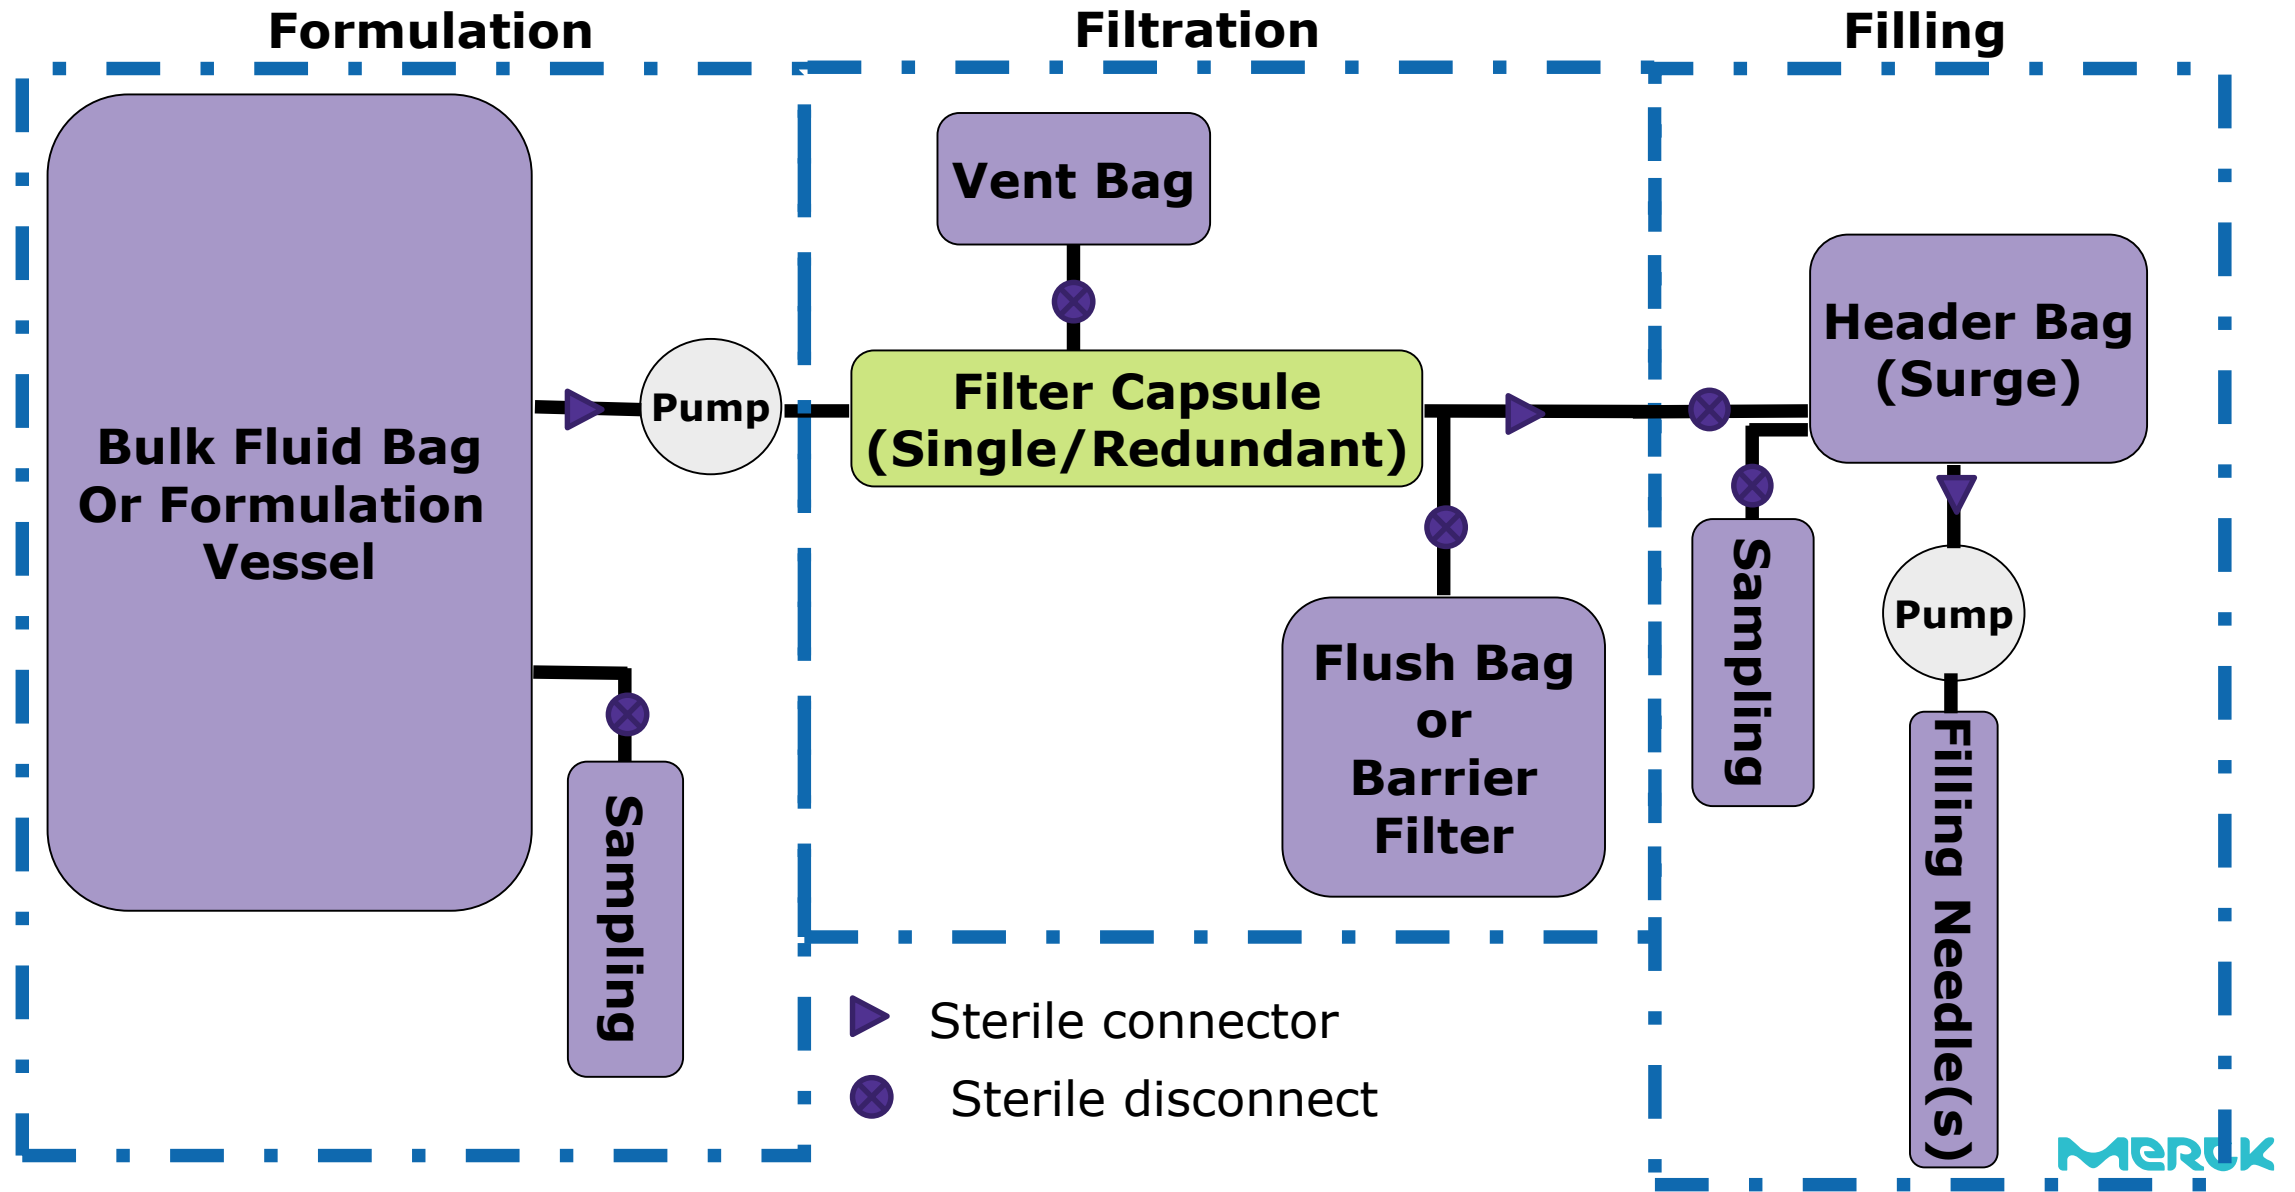 Formulation
Filtration
Filling
Bulk Fluid Bag
Or Formulation
Vessel
Pump
Sampling
Vent Bag
Filter Capsule
(Single/Redundant)
Flush Bag
or
Barrier
Filter
Header Bag
(Surge)
Sampling
Pump
Filling Needle(s)
Sterile connector
Sterile disconnect
MERCK